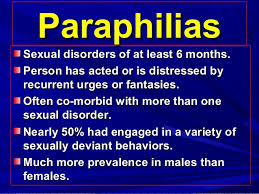 Paraphilias
Sexual disorders of at least 6 months.
Person has acted or is distressed by
recurrent urges or fantasies.
Often co-morbid with more than one
sexual disorder.
Nearly 50% had engaged in a variety of
sexually deviant behaviors.
Much more prevalence in males than
females.